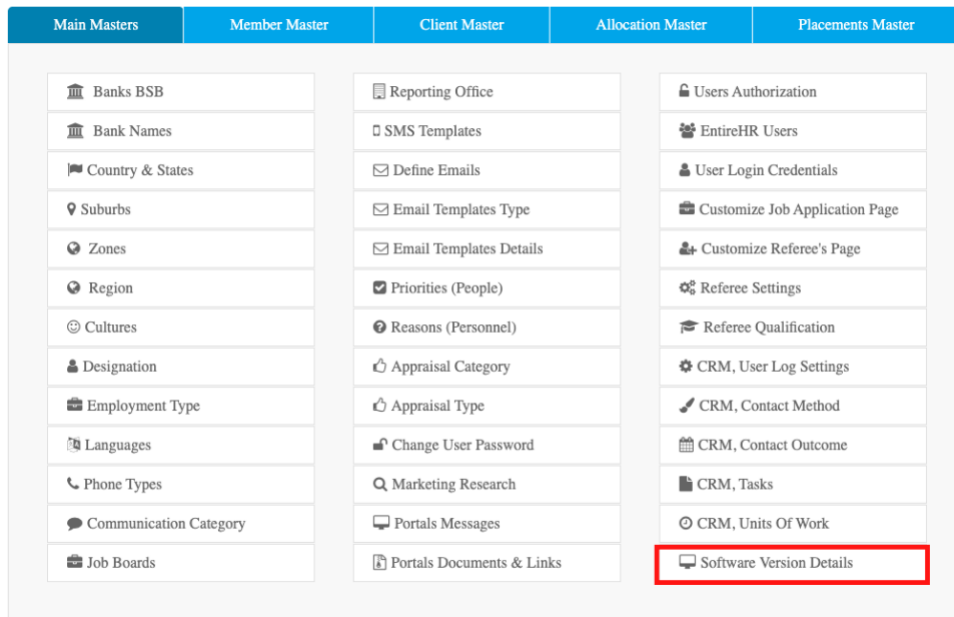 Main Masters
Member Master
Client Master
Allocation Master
Placements Master
Banks BSB
Bank Names
Country & States
Suburbs
Zones
Region
Cultures
Designation
Employment Type
Languages
Phone Types
Communication Category
Job Boards
Reporting Office
SMS Templates
Define Emails
Email Templates Type
Email Templates Details
Priorities (People)
Reasons (Personnel)
Appraisal Category
Appraisal Type
Change User Password
Marketing Research
Portals Messages
Portals Documents & Links
Users Authorization
EntireHR Users
User Login Credentials
Customize Job Application Page
Customize Referee's Page
Referee Settings
Referee Qualification
CRM, User Log Settings
CRM, Contact Method
CRM, Contact Outcome
CRM, Tasks
CRM, Units Of Work
Software Version Details